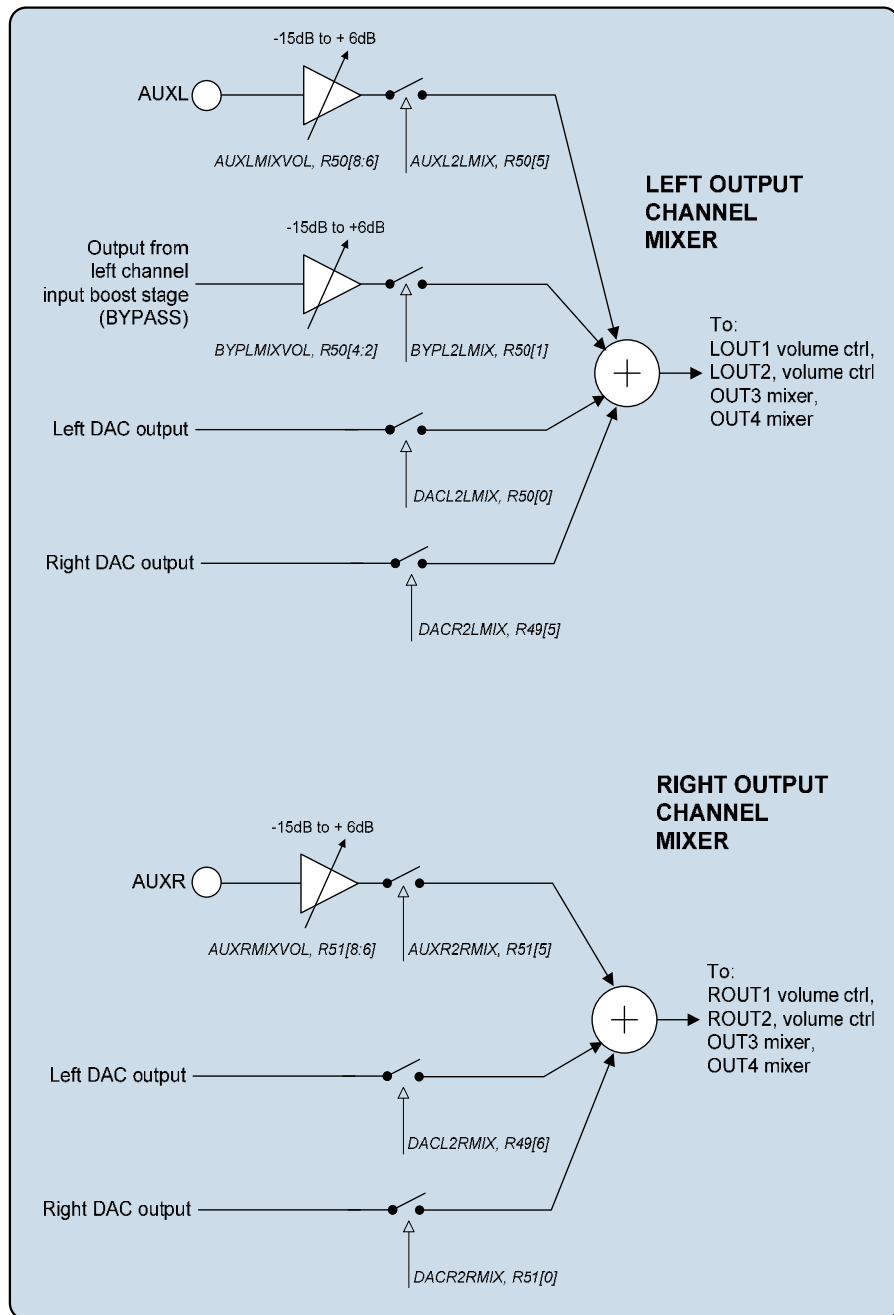 -15dB to + 6dB
AUXL
AUXLMIXVOL, R50[8:6]
AUXL2LMIX, R50[5]
LEFT OUTPUT
CHANNEL
MIXER
-15dB to +6dB
Output from
left channel
input boost stage
(BYPASS)
BYPLMIXVOL, R50[4:2]
BYPL2LMIX, R50[1]
To:
LOUT1 volume ctrl,
LOUT2, volume ctrl
OUT3 mixer,
OUT4 mixer
Left DAC output
DACL2LMIX, R50[0]
Right DAC output
DACR2LMIX, R49[5]
RIGHT OUTPUT
CHANNEL
MIXER
-15dB to + 6dB
AUXR
AUXRMIXVOL, R51[8:6]
AUXR2RMIX, R51[5]
To:
ROUT1 volume ctrl,
ROUT2, volume ctrl
OUT3 mixer,
OUT4 mixer
Left DAC output
DACL2RMIX, R49[6]
Right DAC output
DACR2RMIX, R51[0]